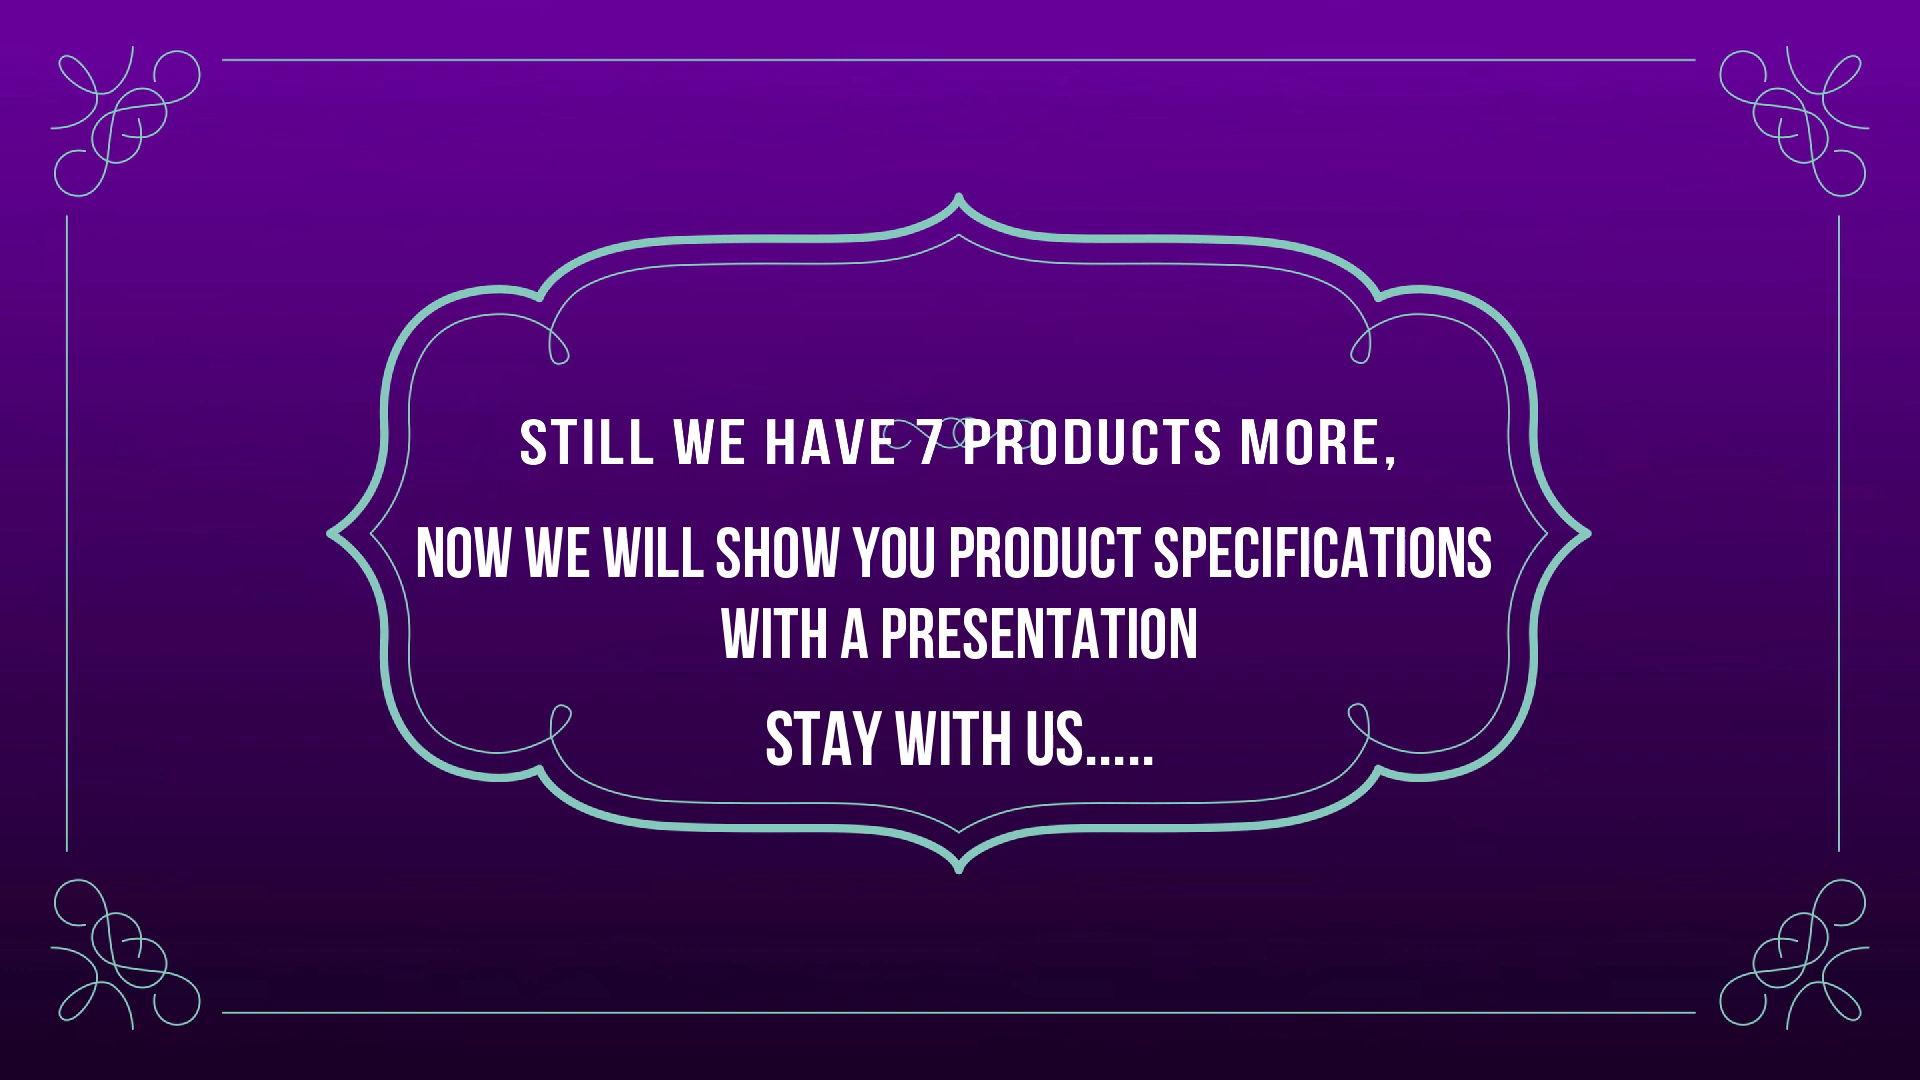 STILL WE HAVE 7 PRODUCTS MORE,
NOW WE WILL SHOW YOU PRODUCT SPECIFICATIONS
WITH A PRESENTATION
STAY WITH US.....